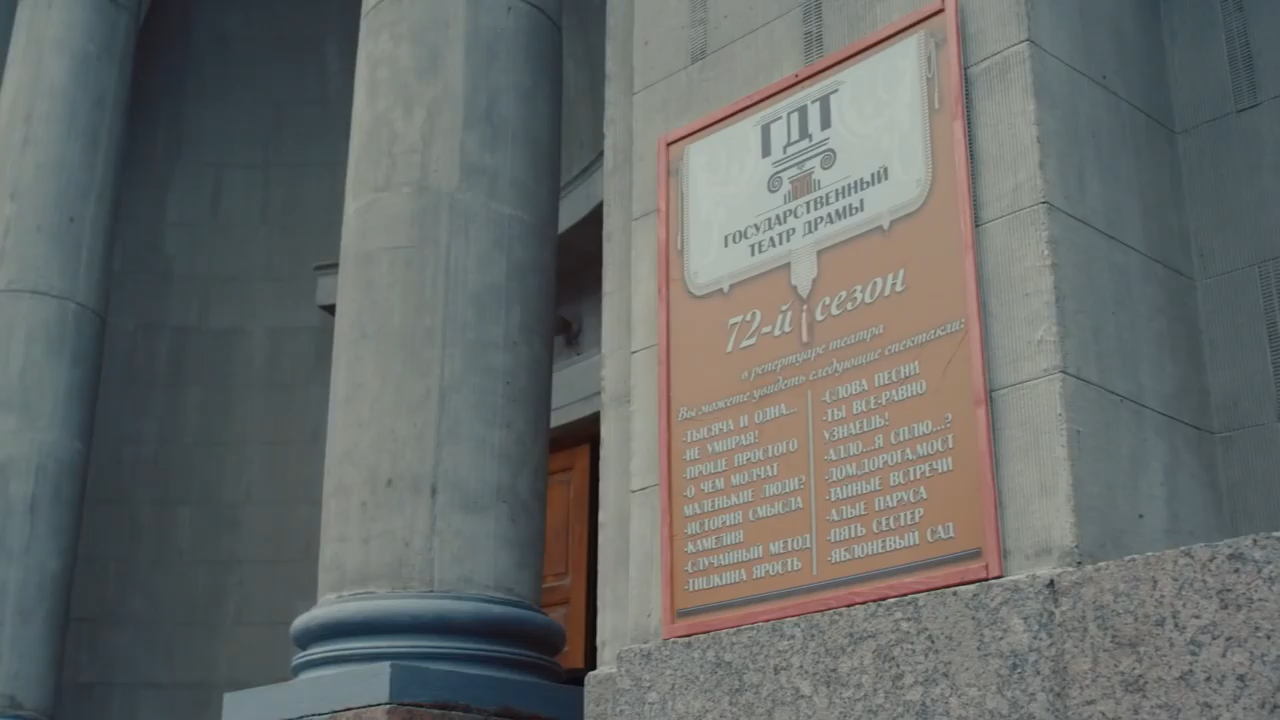 ГДТ
ГОСУДАРСТВЕННЫЙ
ТЕАТР ДРАМЫ
72-й сезон
в репертуаре театра
Вы можете увидеть следующие спектакли:
-ТЫСЯЧА И ОДНА...
-НЕ УМИРАЯ!
-ПРОЩЕ ПРОСТОГО
-О ЧЕМ МОЛЧАТ
МАЛЕНЬКИЕ ЛЮДИ?
-ИСТОРИЯ СМЫСЛА
-КАМЕЛИЯ
-СЛУЧАЙНЫЙ МЕТОД
-ТИШКИНА ЯРОСТЬ
-СЛОВА ПЕСНИ
-ТЫ ВСЕ-РАВНО
УЗНАЕШЬ!
-АЛЛО...Я СПЛЮ...?
-ДОМ,ДОРОГА,МОСТ
-ТАЙНЫЕ ВСТРЕЧИ
-АЛЫЕ ПАРУСА
-ПЯТЬ СЕСТЕР
-ЯБЛОНЕВЫЙ САД